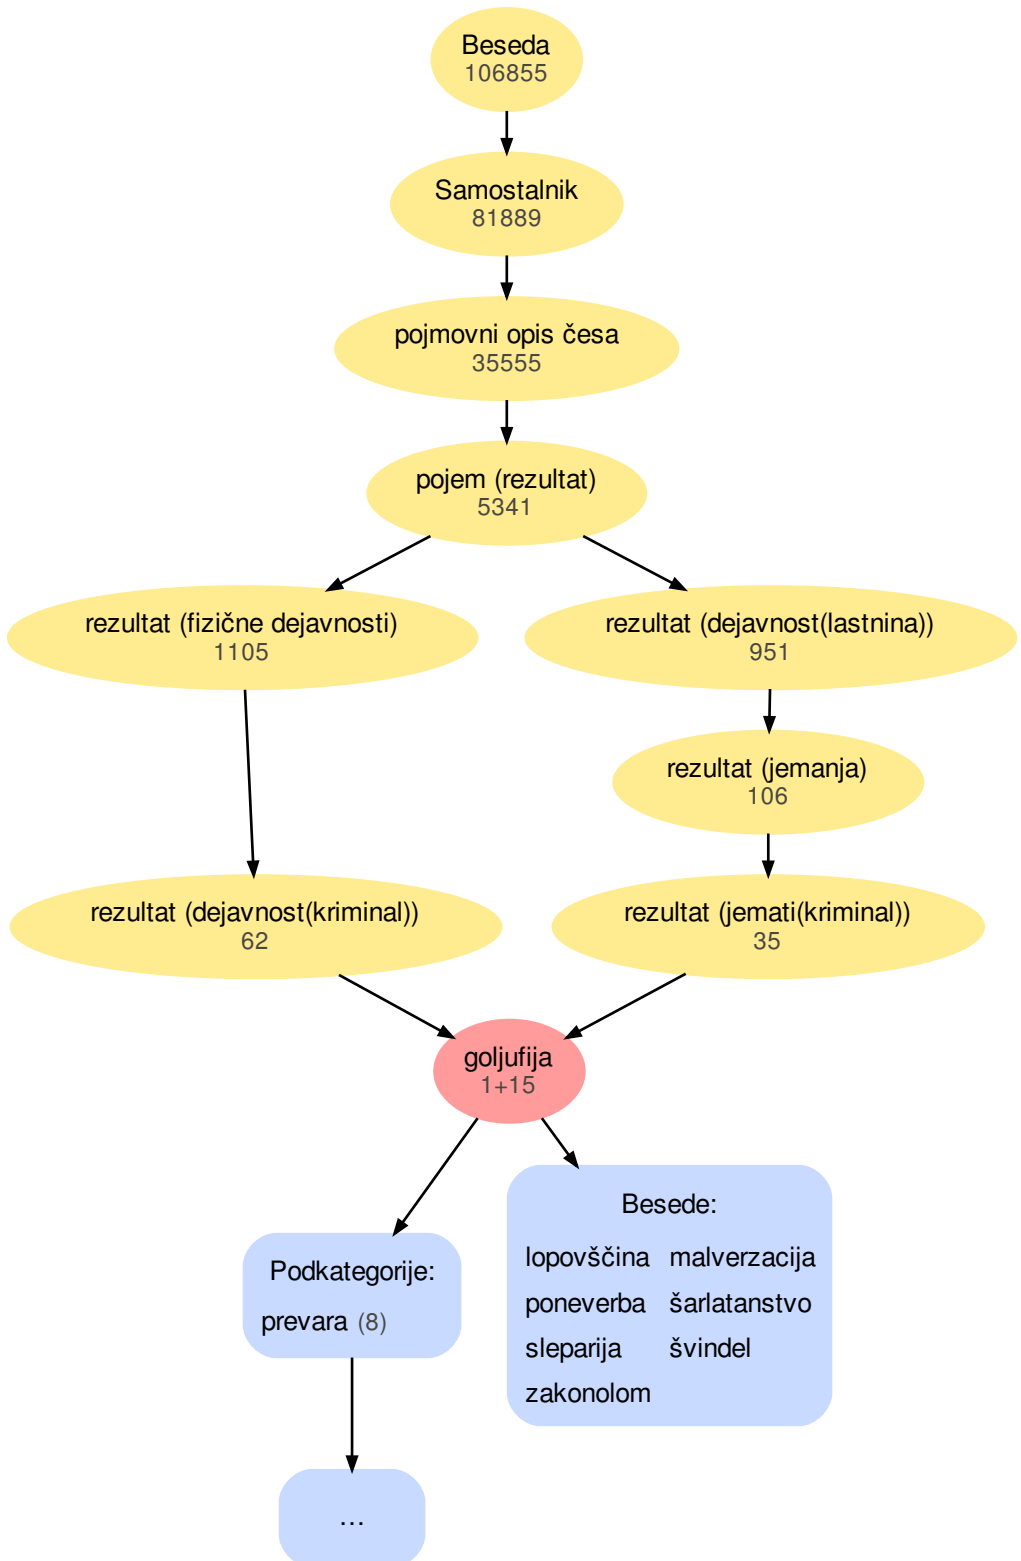 Beseda
106855
Samostalnik
81889
pojmovni opis česa
35555
pojem (rezultat)
5341
rezultat (fizične dejavnosti)
1105
rezultat (dejavnost(lastnina))
951
rezultat (jemanja)
106
rezultat (dejavnost(kriminal))
62
rezultat (jemati(kriminal))
35
goljufija
1+15
Podkategorije:
prevara (8)
Besede:
lopovščina malverzacija
poneverba šarlatanstvo
sleparija švindel
zakonolom
…